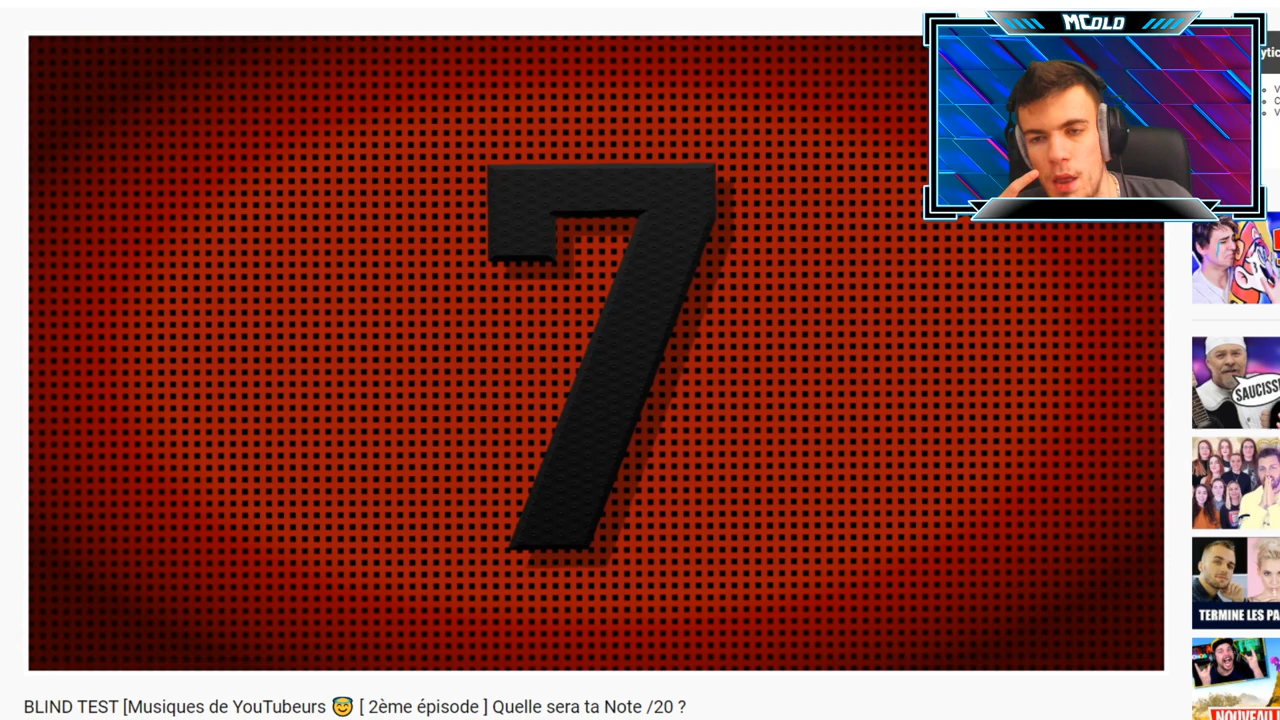 MCOLD
7
SAUCISS
TERMINE LES PA
NOUVEAU
BLIND TEST [Musiques de YouTubeurs 😇 [ 2ème épisode ] Quelle sera ta Note /20 ?